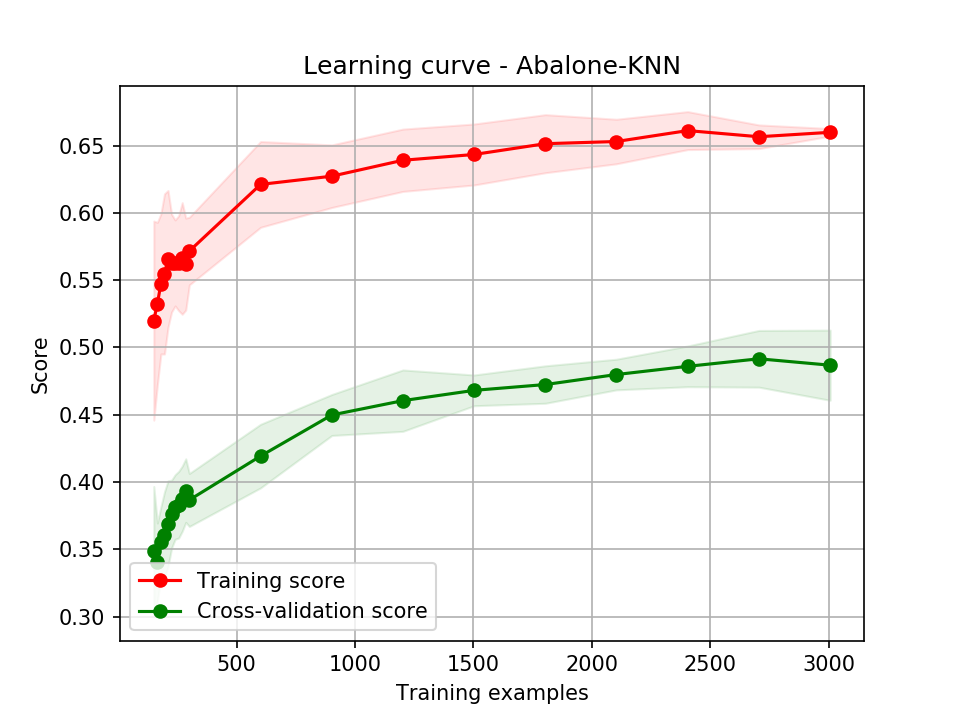 Learning curve - Abalone-KNN
Score
0.65
0.60
0.55
0.50
0.45
0.40
0.35
0.30
Training score
Cross-validation score
500 1000 1500 2000 2500 3000
Training examples